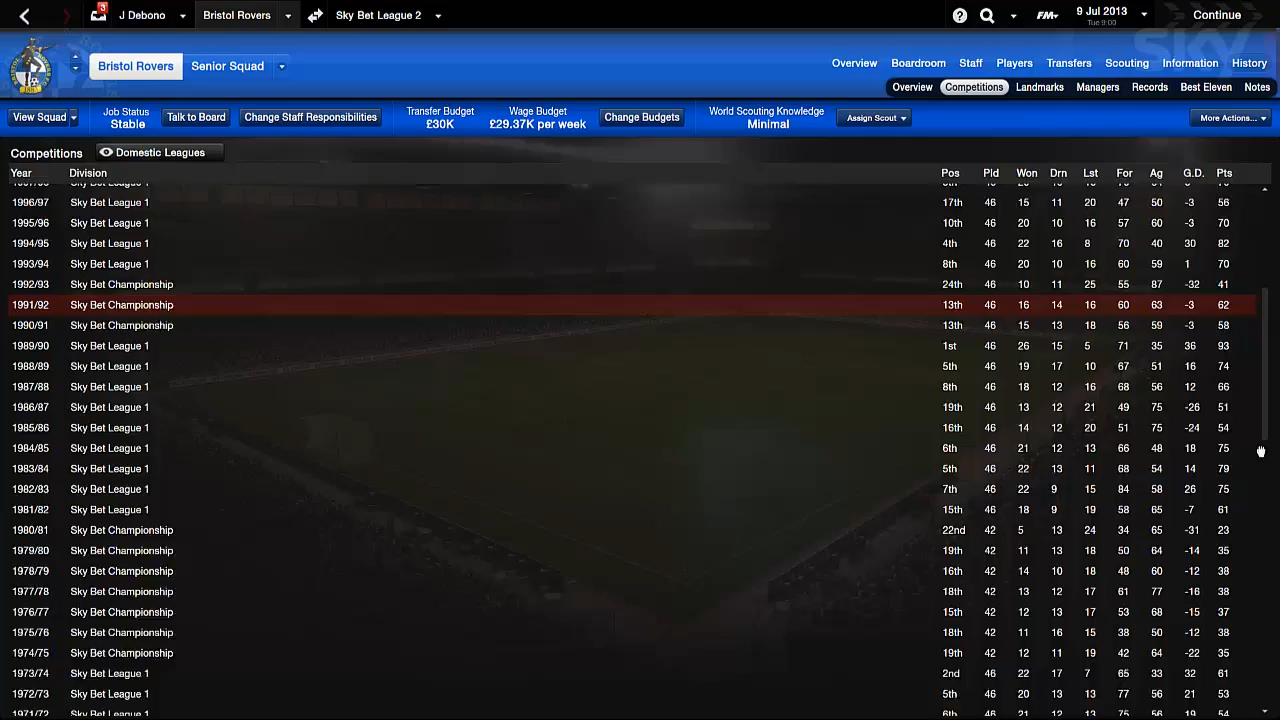 3 J Debono Bristol Rovers Sky Bet League 2 FM 9 Jul 2013 Continue
Tue 9:00
Bristol Rovers Senior Squad Overview Boardroom Staff Players Transfers Scouting Information History
Overview Competitions Landmarks Managers Records Best Eleven Notes
sky
View Squad Job Status Talk to Board Change Staff Responsibilities Transfer Budget Wage Budget Change Budgets World Scouting Knowledge Assign Scout More Actions...
Stable £30K £29.37K per week Minimal
Competitions Domestic Leagues
Year Division Pos Pld Won Drn Lst For Ag G.D. Pts
1996/97 Sky Bet League 1 17th 46 15 11 20 47 50 -3 56
1995/96 Sky Bet League 1 10th 46 20 10 16 57 60 -3 70
1994/95 Sky Bet League 1 4th 46 22 16 8 70 40 30 82
1993/94 Sky Bet League 1 8th 46 20 10 16 60 59 1 70
1992/93 Sky Bet Championship 24th 46 10 11 25 55 87 -32 41
1991/92 Sky Bet Championship 13th 46 16 14 16 60 63 -3 62
1990/91 Sky Bet Championship 13th 46 15 13 18 56 59 -3 58
1989/90 Sky Bet League 1 1st 46 26 15 5 71 35 36 93
1988/89 Sky Bet League 1 5th 46 19 17 10 67 51 16 74
1987/88 Sky Bet League 1 8th 46 18 12 16 68 56 12 66
1986/87 Sky Bet League 1 19th 46 13 12 21 49 75 -26 51
1985/86 Sky Bet League 1 16th 46 14 12 20 51 75 -24 54
1984/85 Sky Bet League 1 6th 46 21 12 13 66 48 18 75
1983/84 Sky Bet League 1 5th 46 22 13 11 68 54 14 79
1982/83 Sky Bet League 1 7th 46 22 9 15 84 58 26 75
1981/82 Sky Bet League 1 15th 46 18 9 19 58 65 -7 61
1980/81 Sky Bet Championship 22nd 42 5 13 24 34 65 -31 23
1979/80 Sky Bet Championship 19th 42 11 13 18 50 64 -14 35
1978/79 Sky Bet Championship 16th 42 14 10 18 48 60 -12 38
1977/78 Sky Bet Championship 18th 42 13 12 17 61 77 -16 38
1976/77 Sky Bet Championship 15th 42 12 13 17 53 68 -15 37
1975/76 Sky Bet Championship 18th 42 11 16 15 38 50 -12 38
1974/75 Sky Bet Championship 19th 42 12 11 19 42 64 -22 35
1973/74 Sky Bet League 1 2nd 46 22 17 7 65 33 32 61
1972/73 Sky Bet League 1 5th 46 20 13 13 77 56 21 53
1971/72 Sky Bet League 1 6th 46 21 12 13 75 56 19 54